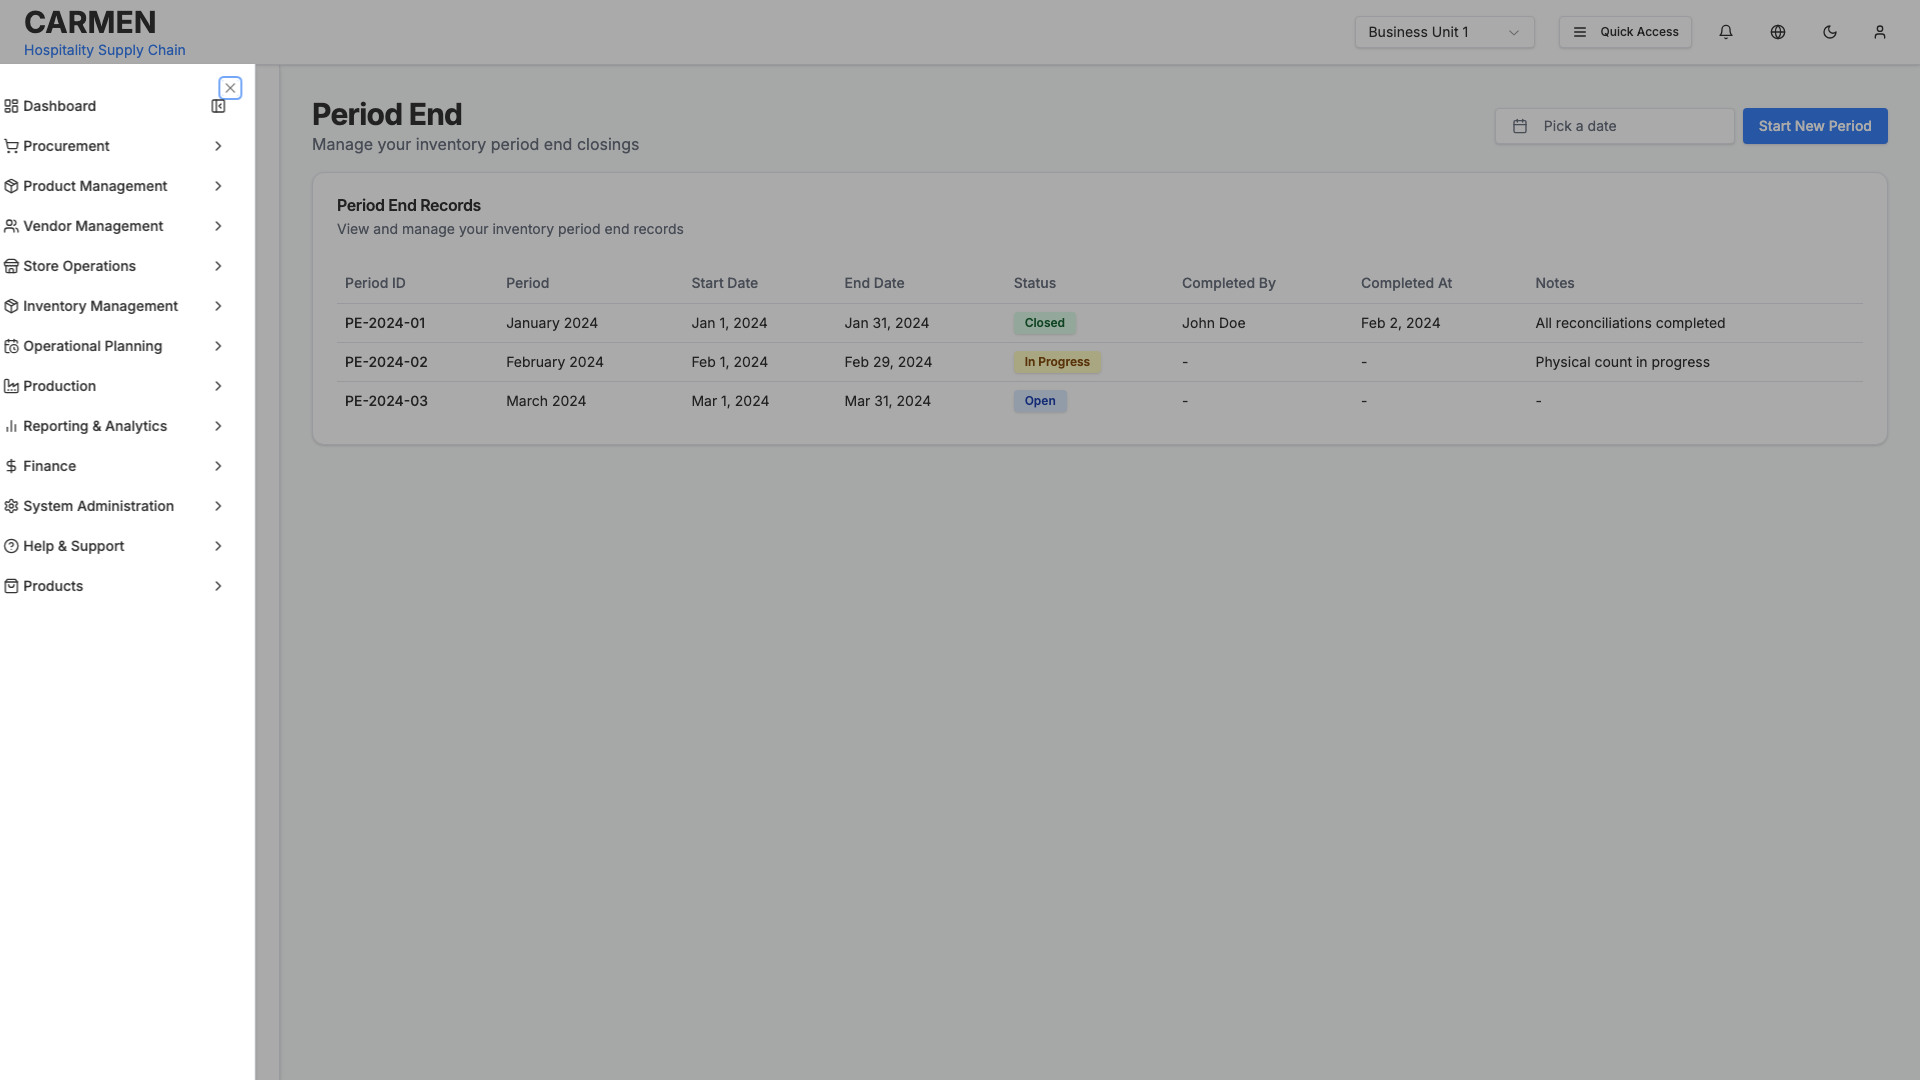 CARMEN
Hospitality Supply Chain
Business Unit 1
Quick Access
Dashboard
Procurement
Product Management
Vendor Management
Store Operations
Inventory Management
Operational Planning
Production
Reporting & Analytics
Finance
System Administration
Help & Support
Products
Period End
Manage your inventory period end closings
Pick a date
Start New Period
Period End Records
View and manage your inventory period end records
Period ID Period Start Date End Date Status Completed By Completed At Notes
PE-2024-01 January 2024 Jan 1, 2024 Jan 31, 2024 Closed John Doe Feb 2, 2024 All reconciliations completed
PE-2024-02 February 2024 Feb 1, 2024 Feb 29, 2024 In Progress - - Physical count in progress
PE-2024-03 March 2024 Mar 1, 2024 Mar 31, 2024 Open - - -